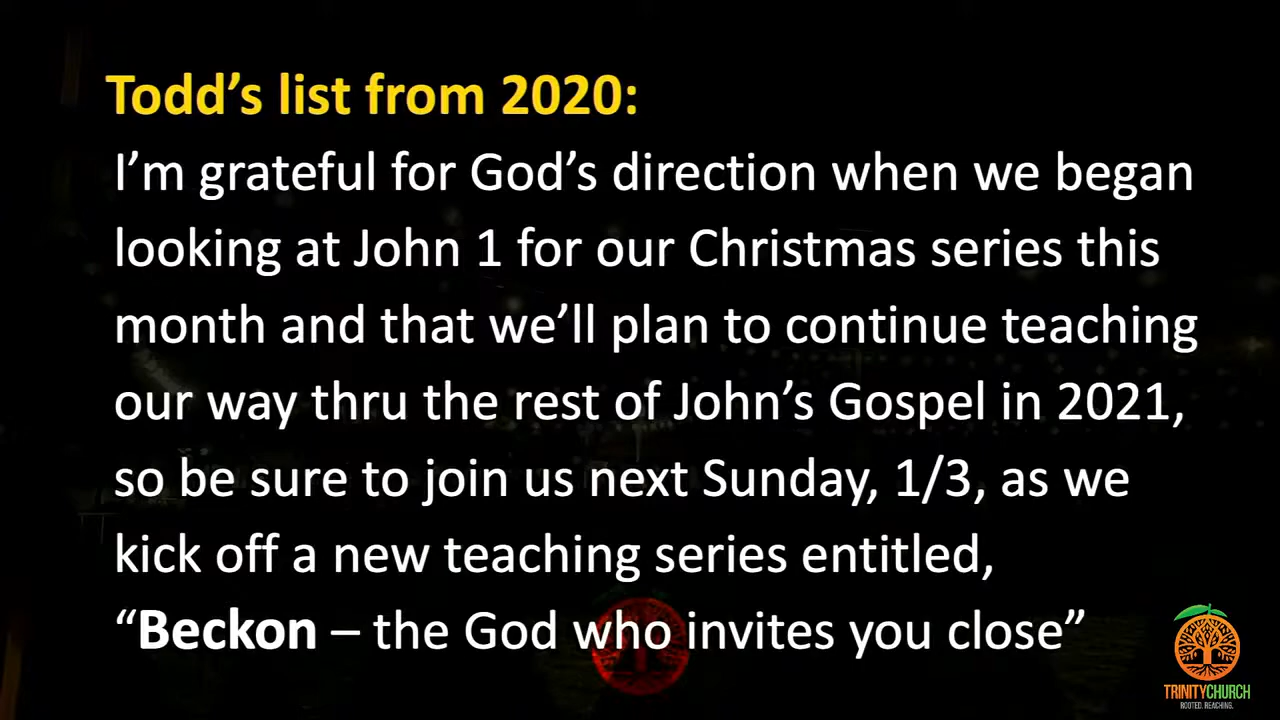 Todd’s list from 2020:
I’m grateful for God’s direction when we began
looking at John 1 for our Christmas series this
month and that we’ll plan to continue teaching
our way thru the rest of John’s Gospel in 2021,
so be sure to join us next Sunday, 1/3, as we
kick off a new teaching series entitled,
“Beckon – the God who invites you close”
TRINITYCHURCH
ROOTED. REACHING.